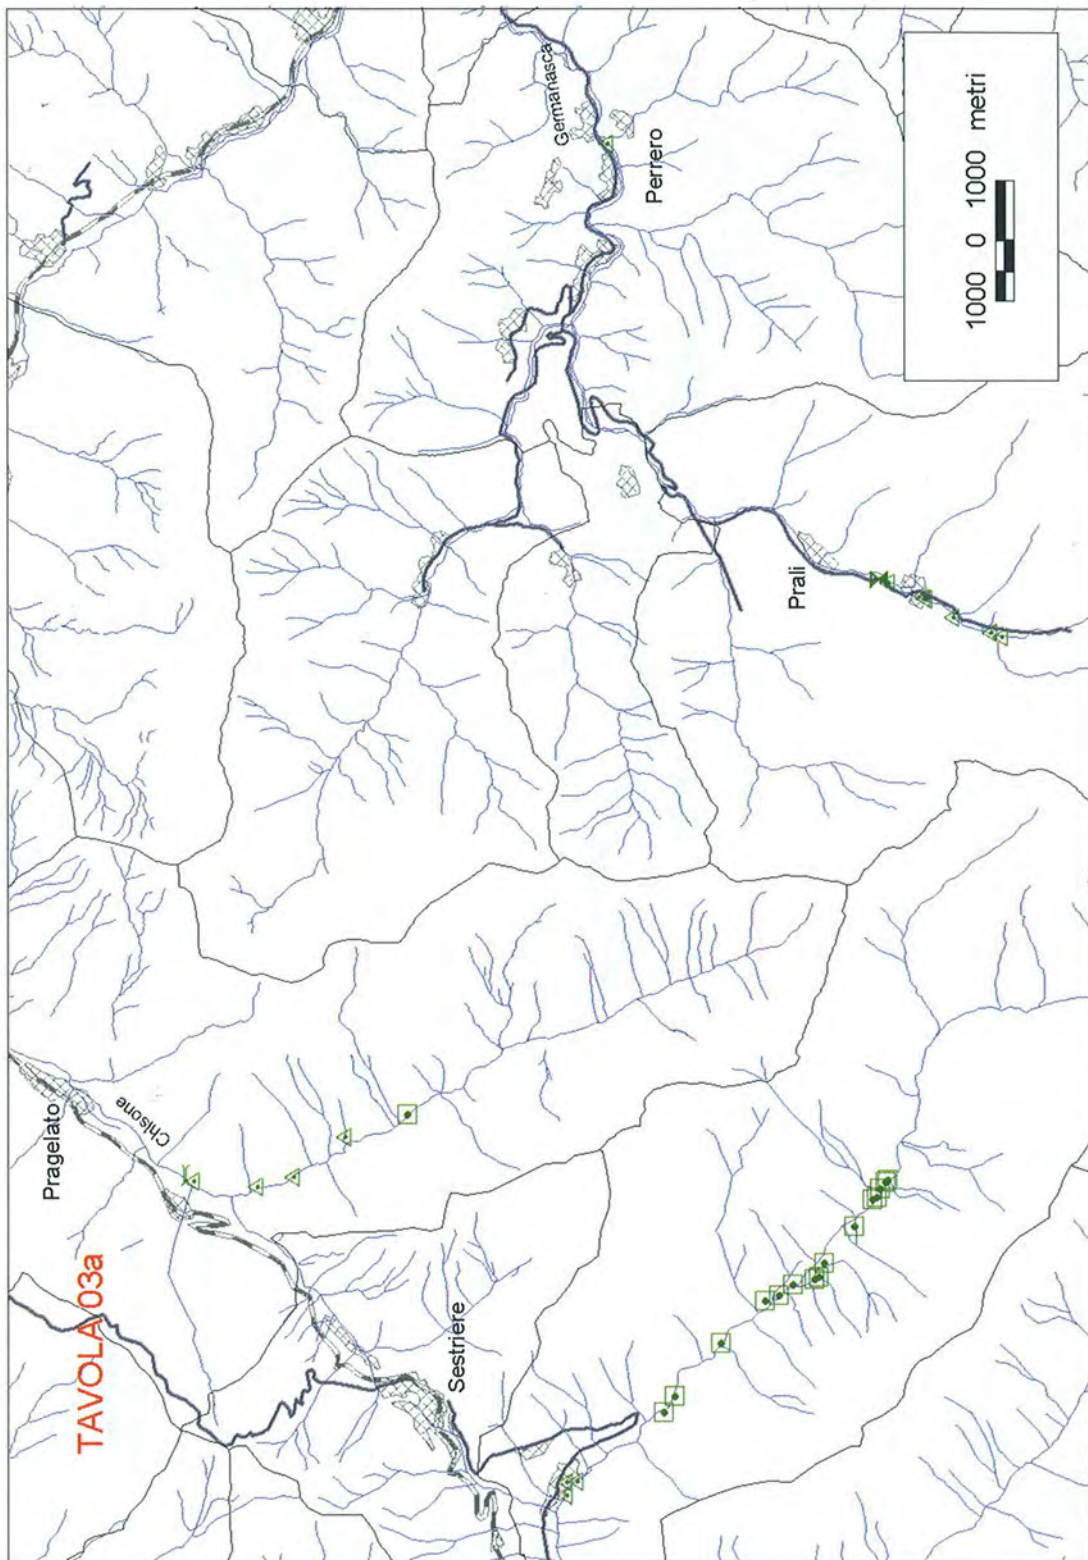 TAVOLA 03a
Pragelato
Chisone
Sestriere
Germanasca
Perrero
Prali
1000 0 1000 metri